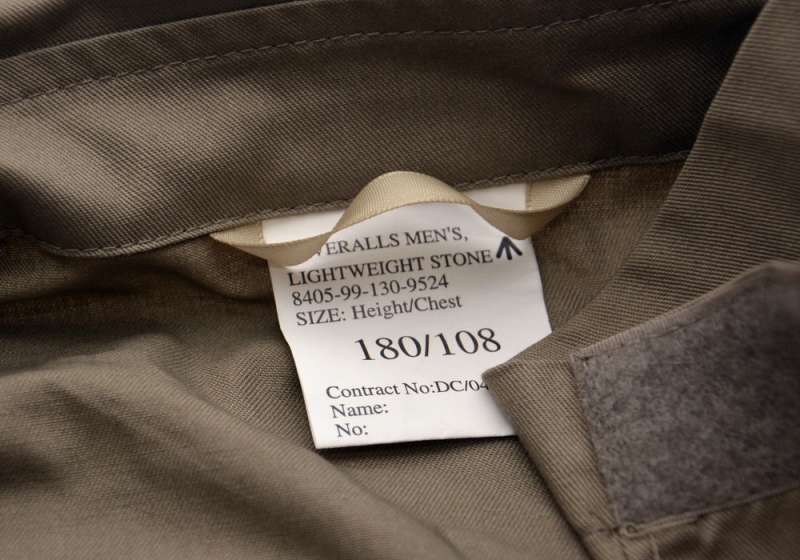 VERALLS MEN'S,
LIGHTWEIGHT STONE
8405-99-130-9524
SIZE: Height/Chest
180/108
Contract No:DC/04
Name:
No: